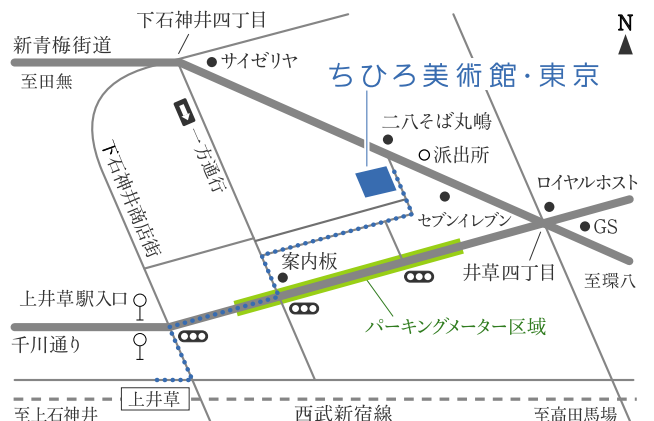 下石神井四丁目
N
新青梅街道
サイゼリヤ
至田無
ちひろ美術館・東京
二八そば丸嶋
一方通行
派出所
下石神井商店街
ロイヤルホスト
セブンイレブン
GS
案内板
井草四丁目
至環八
上井草駅入口
パーキングメーター区域
千川通り
上井草
至上石神井
西武新宿線
至高田馬場